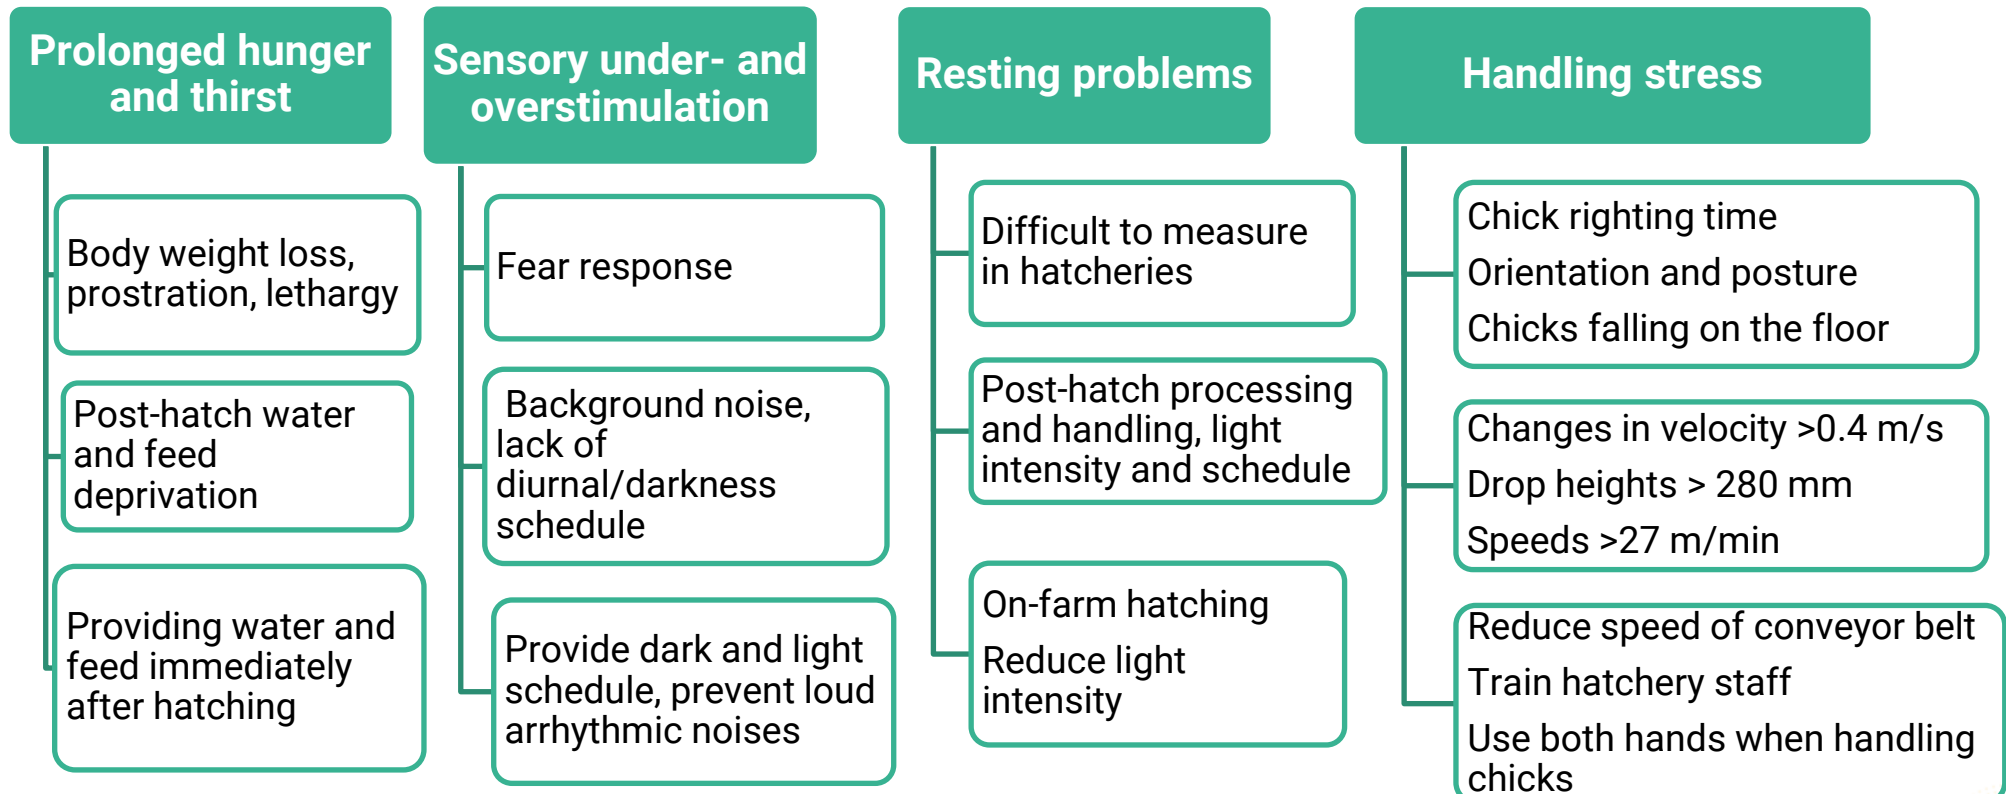 Prolonged hunger
and thirst
Body weight loss,
prostration, lethargy
Post-hatch water
and feed
deprivation
Providing water and
feed immediately
after hatching
Sensory under- and
overstimulation
Fear response
Background noise,
lack of
diurnal/darkness
schedule
Provide dark and light
schedule, prevent loud
arrhythmic noises
Resting problems
Difficult to measure
in hatcheries
Post-hatch processing
and handling, light
intensity and schedule
On-farm hatching
Reduce light
intensity
Handling stress
Chick righting time
Orientation and posture
Chicks falling on the floor
Changes in velocity >0.4 m/s
Drop heights > 280 mm
Speeds >27 m/min
Reduce speed of conveyor belt
Train hatchery staff
Use both hands when handling
chicks